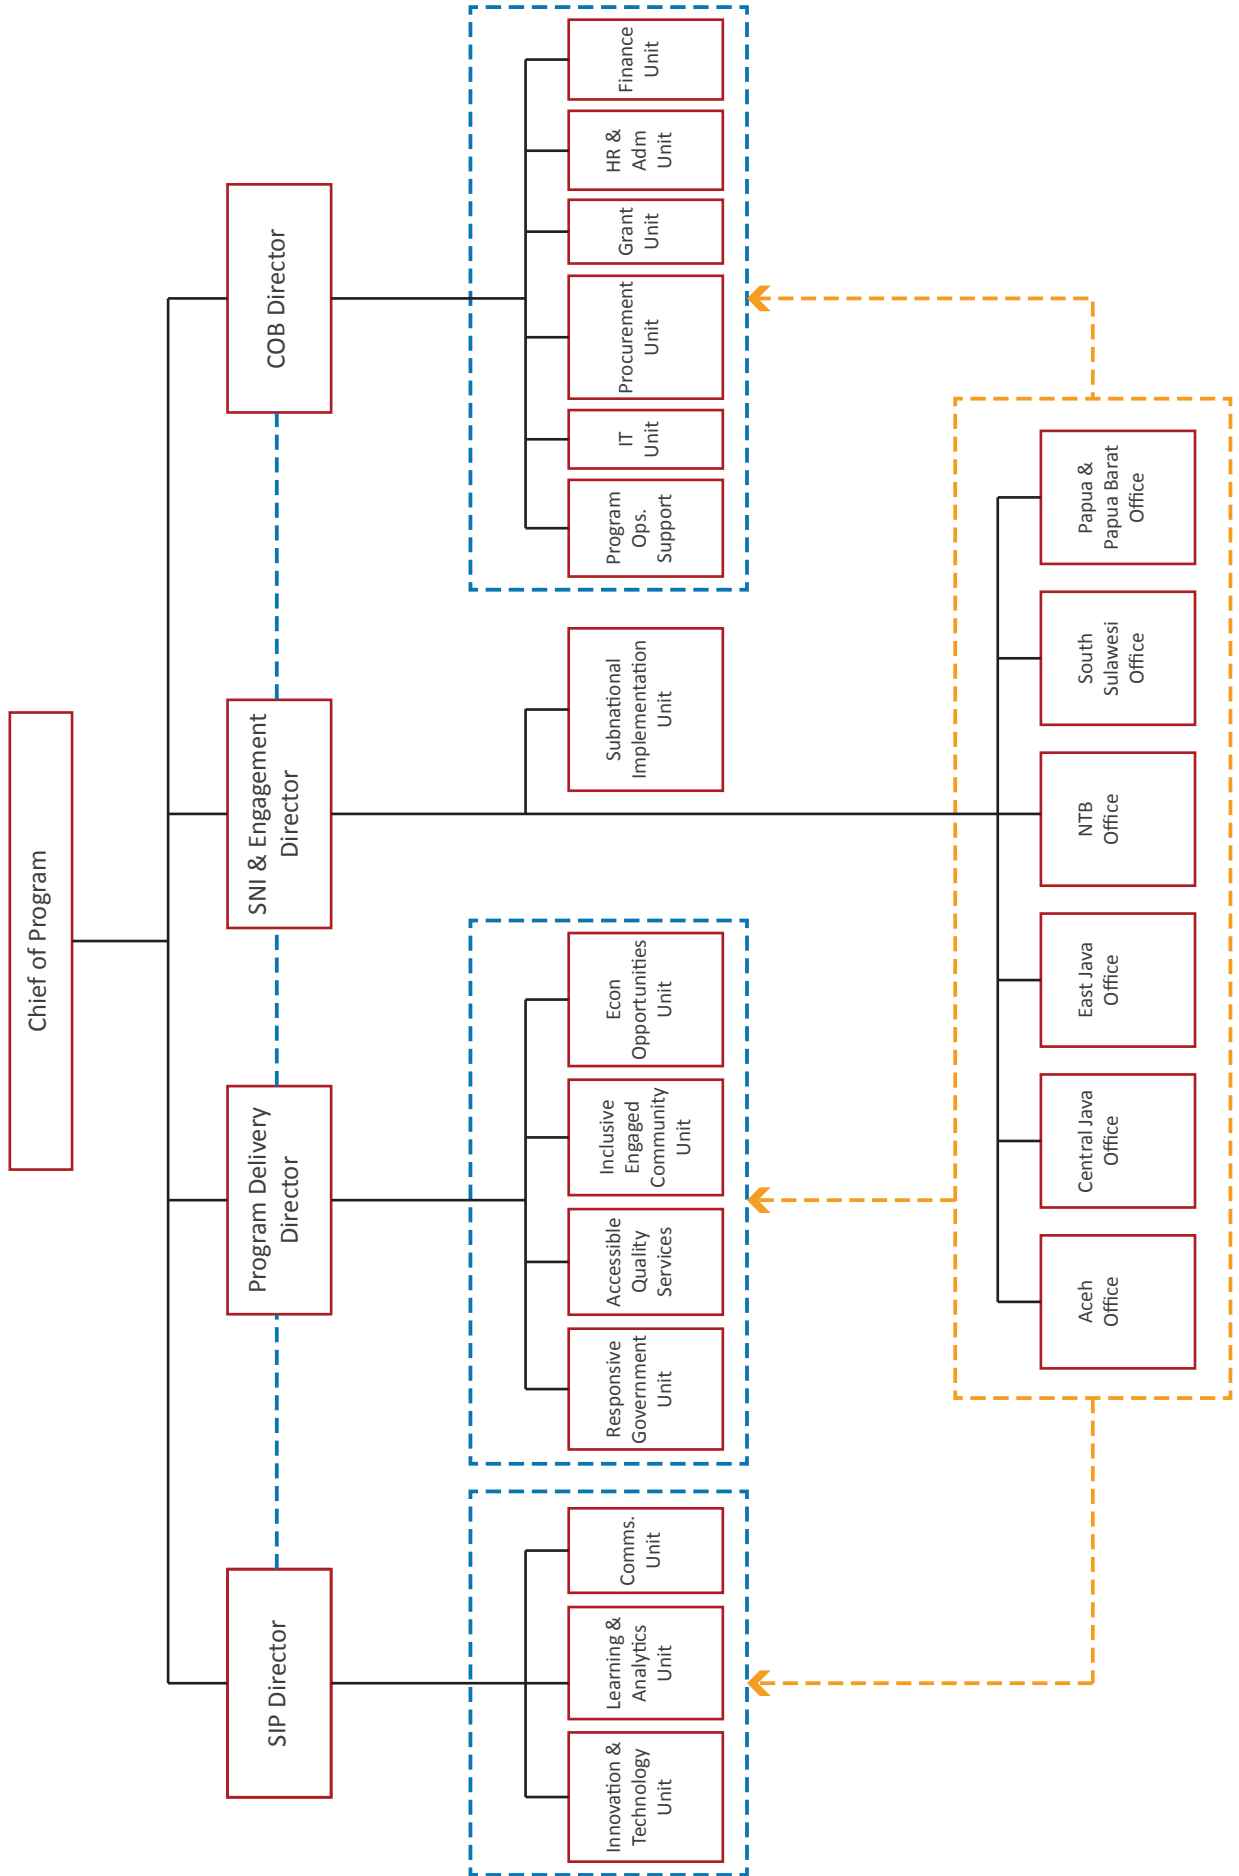 Chief of Program
SIP Director
Program Delivery
Director
SNI & Engagement
Director
COB Director
Innovation &
Technology
Unit
Learning &
Analytics
Unit
Comms.
Unit
Responsive
Government
Unit
Accessible
Quality
Services
Inclusive
Engaged
Community
Unit
Econ
Opportunities
Unit
Subnational
Implementation
Unit
Program
Ops.
Support
IT
Unit
Procurement
Unit
Grant
Unit
HR &
Adm
Unit
Finance
Unit
Aceh
Office
Central Java
Office
East Java
Office
NTB
Office
South
Sulawesi
Office
Papua &
Papua Barat
Office